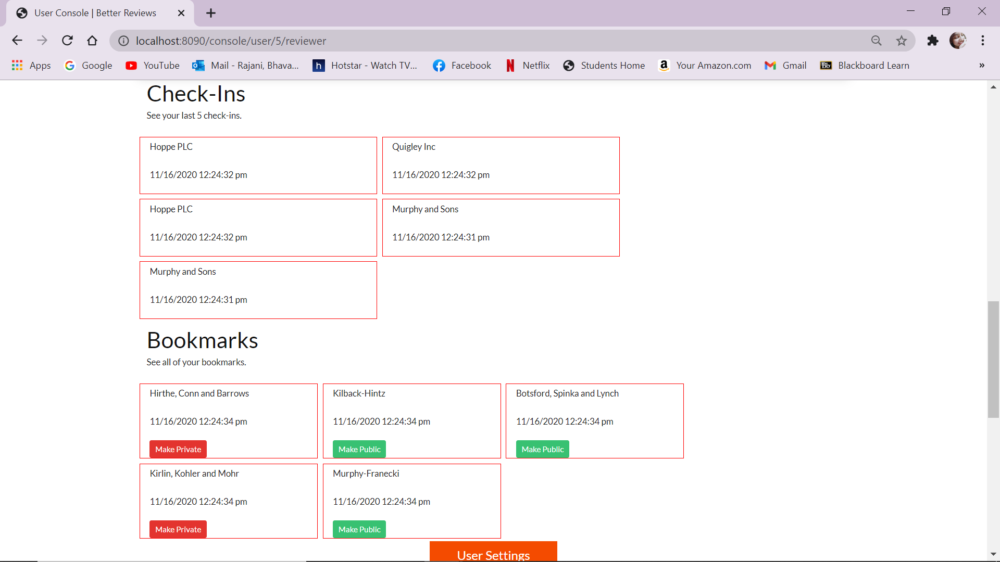 User Console | Better Reviews
localhost:8090/console/user/5/reviewer
Apps Google YouTube Mail - Rajani, Bhava... h Hotstar - Watch TV... Facebook Netflix Students Home a Your Amazon.com Gmail Bb Blackboard Learn »
Check-Ins
See your last 5 check-ins.
Hoppe PLC
11/16/2020 12:24:32 pm
Quigley Inc
11/16/2020 12:24:32 pm
Hoppe PLC
11/16/2020 12:24:32 pm
Murphy and Sons
11/16/2020 12:24:31 pm
Murphy and Sons
11/16/2020 12:24:31 pm
Bookmarks
See all of your bookmarks.
Hirthe, Conn and Barrows
11/16/2020 12:24:34 pm
Make Private
Kilback-Hintz
11/16/2020 12:24:34 pm
Make Public
Botsford, Spinka and Lynch
11/16/2020 12:24:34 pm
Make Public
Kirlin, Kohler and Mohr
11/16/2020 12:24:34 pm
Make Private
Murphy-Franecki
11/16/2020 12:24:34 pm
Make Public
User Settings